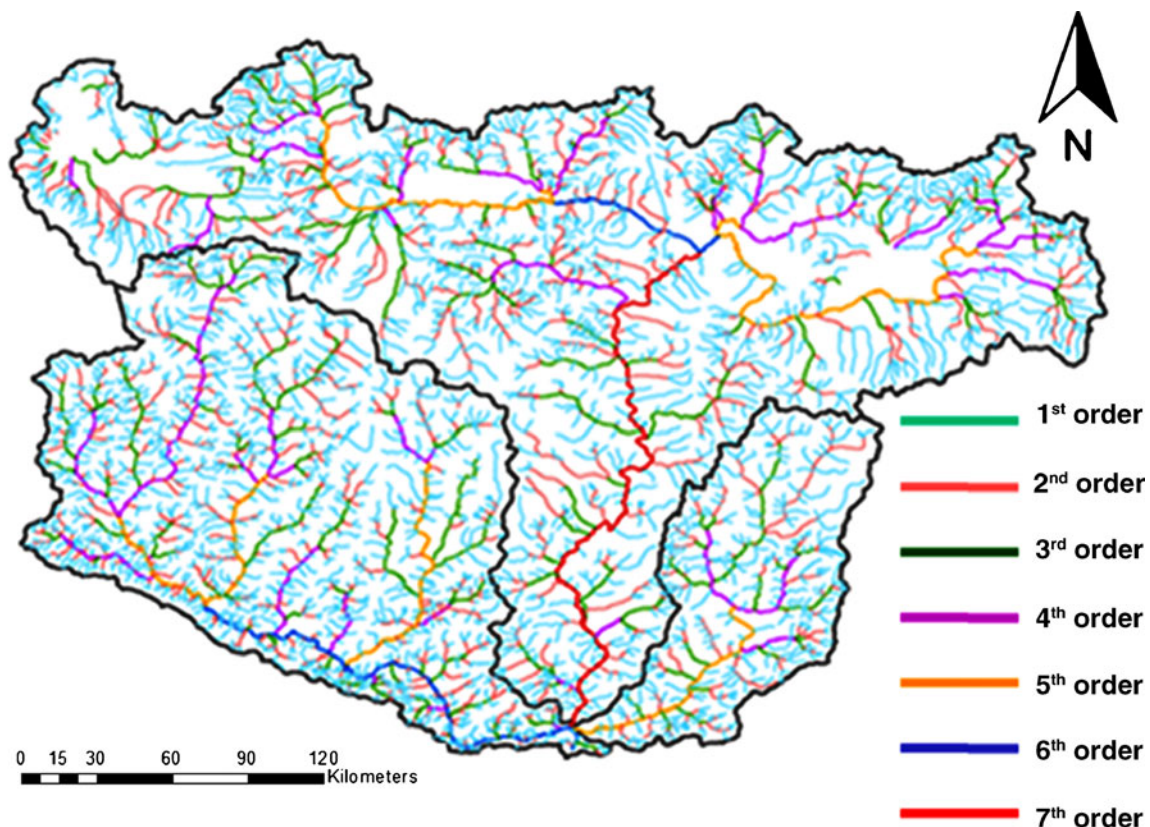 N
1st order
2nd order
3rd order
4th order
5th order
6th order
7th order
0 15 30 60 90 120
Kilometers